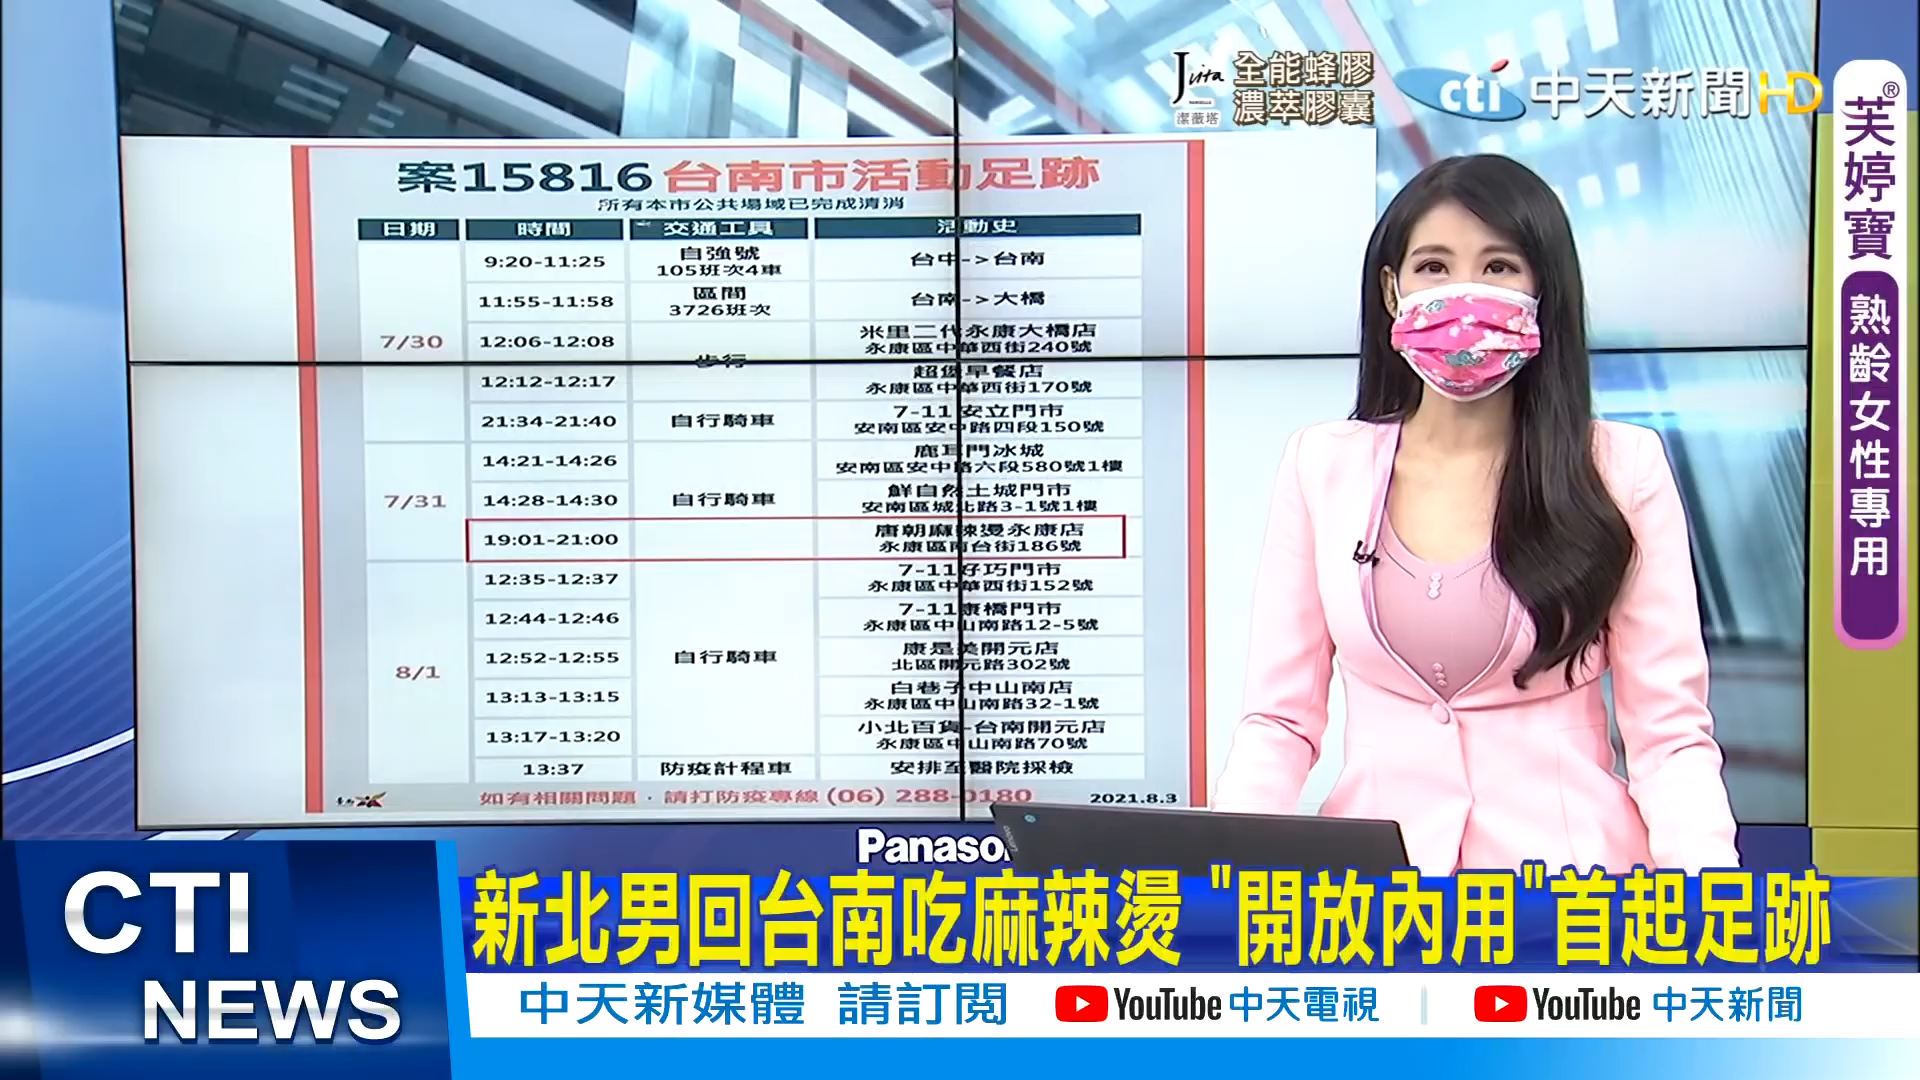 Jvita
潔薇塔
全能蜂膠
濃萃膠囊
cti 中天新聞HD
芙婷寶®
熟齡女性專用
案15816台南市活動足跡
所有本市公共場域已完成清消
日期 時間 交通工具 活動史
7/30
9:20-11:25 自強號 105班次4車 台中->台南
11:55-11:58 區間 3726班次 台南->大橋
12:06-12:08 步行 米里二代永康大橋店 永康區中華西街240號
12:12-12:17 超堡早餐店 永康區中華西街170號
21:34-21:40 自行騎車 7-11 安立門市 安南區安中路四段150號
7/31
14:21-14:26 自行騎車 鹿耳門冰城 安南區安中路六段580號1樓
14:28-14:30 鮮自然土城門市 安南區城北路3-1號1樓
19:01-21:00 唐朝麻辣燙永康店 永康區南台街186號
8/1
12:35-12:37 自行騎車 7-11好巧門市 永康區中華西街152號
12:44-12:46 7-11康橋門市 永康區中山南路12-5號
12:52-12:55 康是美開元店 北區開元路302號
13:13-13:15 白巷子中山南店 永康區中山南路32-1號
13:17-13:20 小北百貨-台南開元店 永康區中山南路70號
13:37 防疫計程車 安排至醫院採檢
如有相關問題，請打防疫專線 (06) 288-0180
2021.8.3
Panaso
CTI
NEWS
新北男回台南吃麻辣燙 "開放內用"首起足跡
中天新媒體 請訂閱 YouTube 中天電視 | YouTube 中天新聞